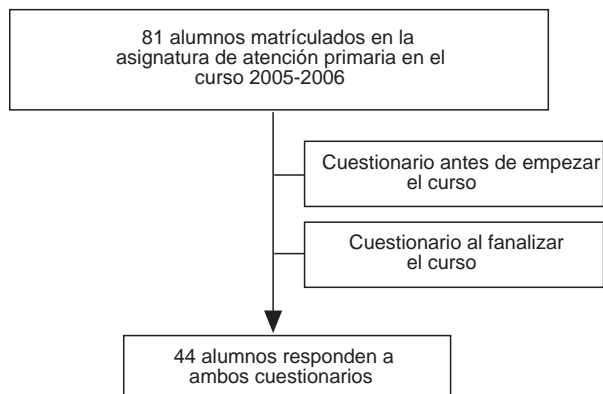 81 alumnos matrículados en la
asignatura de atención primaria en el
curso 2005-2006
Cuestionario antes de empezar
el curso
Cuestionario al fanalizar
el curso
44 alumnos responden a
ambos cuestionarios